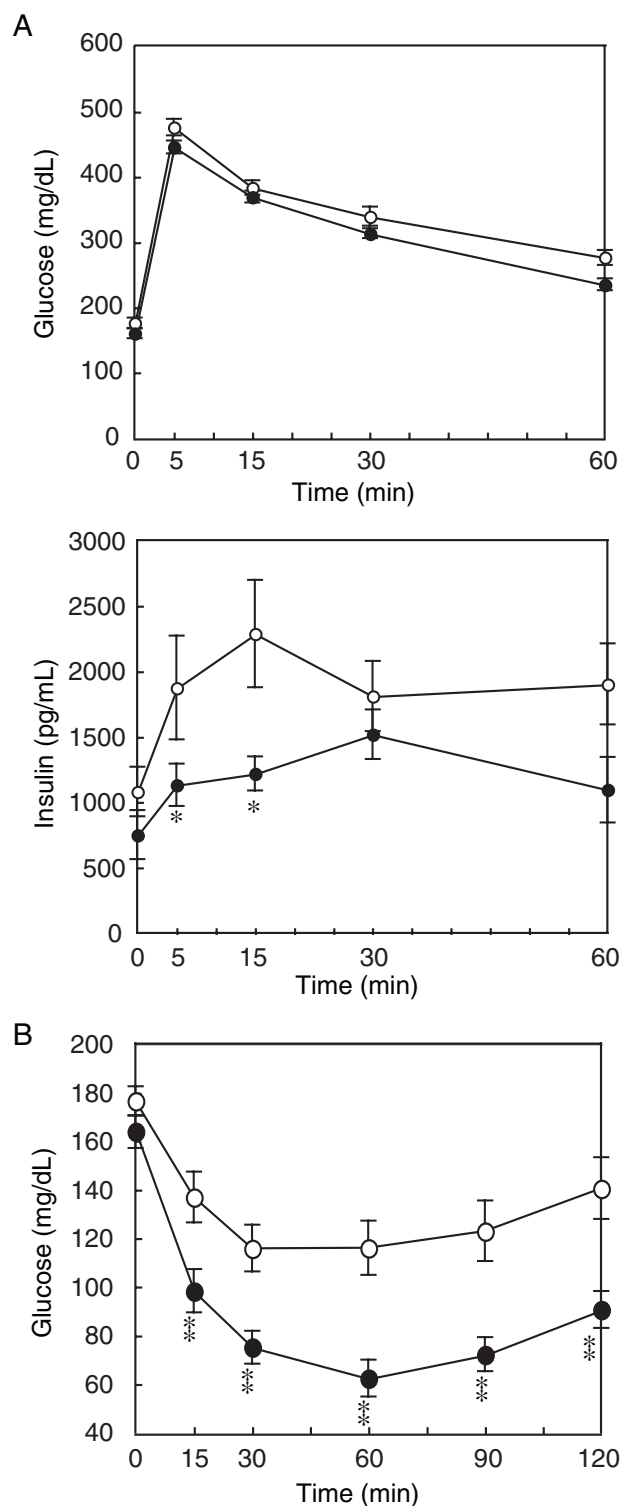 A
600
500
400
300
200
100
0
Glucose (mg/dL)
0 5 15 30 60
Time (min)
3000
2500
2000
1500
1000
500
0
Insulin (pg/mL)
* *
0 5 15 30 60
Time (min)
B
200
180
160
140
120
100
80
60
40
Glucose (mg/dL)
** ** ** ** **
0 15 30 60 90 120
Time (min)